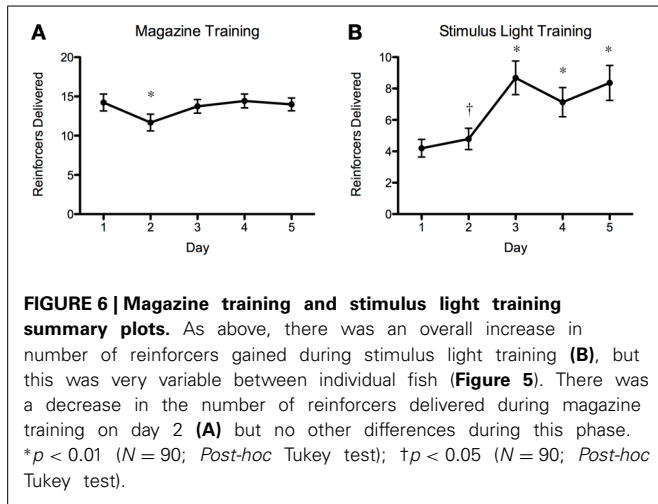 A Magazine Training
Reinforcers Delivered
20
15
10
5
0
*
1 2 3 4 5
Day
B Stimulus Light Training
Reinforcers Delivered
10
8
6
4
2
0
† * * *
1 2 3 4 5
Day
FIGURE 6 | Magazine training and stimulus light training
summary plots. As above, there was an overall increase in
number of reinforcers gained during stimulus light training (B), but
this was very variable between individual fish (Figure 5). There was
a decrease in the number of reinforcers delivered during magazine
training on day 2 (A) but no other differences during this phase.
*p < 0.01 (N = 90; Post-hoc Tukey test); †p < 0.05 (N = 90; Post-hoc
Tukey test).